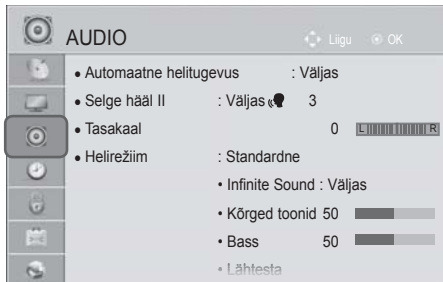 AUDIO Liigu OK
• Automaatne helitugevus : Väljas
• Selge hääl II : Väljas 3
• Tasakaal 0 L R
• Helirežiim : Standardne
• Infinite Sound : Väljas
• Kõrged toonid 50
• Bass 50
• Lähtesta